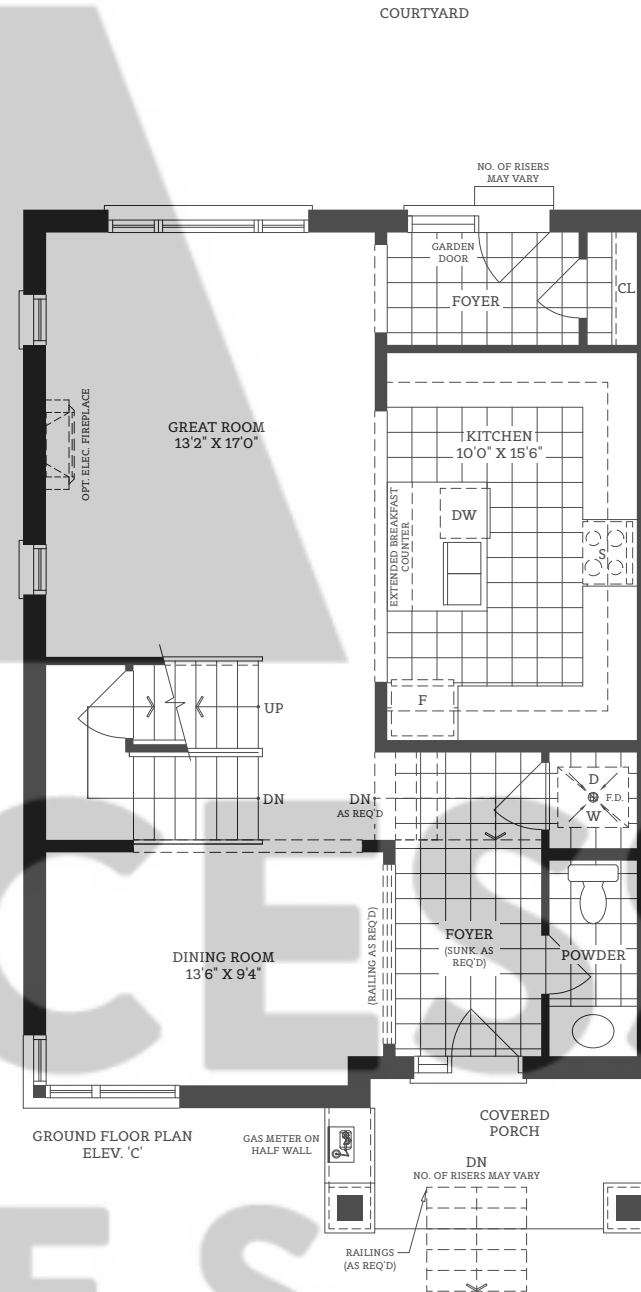 COURTYARD
NO. OF RISERS
MAY VARY
GARDEN
DOOR
FOYER
CL
GREAT ROOM
13'2" X 17'0"
OPT. ELEC. FIREPLACE
KITCHEN
10'0" X 15'6"
EXTENDED BREAKFAST
COUNTER
DW
S
F
UP
DN
DN
AS REQ'D
D
F.D.
W
FOYER
(SUNK. AS
REQ'D)
POWDER
(RAILING AS REQ'D)
DINING ROOM
13'6" X 9'4"
GROUND FLOOR PLAN
ELEV. 'C'
GAS METER ON
HALF WALL
COVERED
PORCH
DN
NO. OF RISERS MAY VARY
RAILINGS
(AS REQ'D)
CES
ES